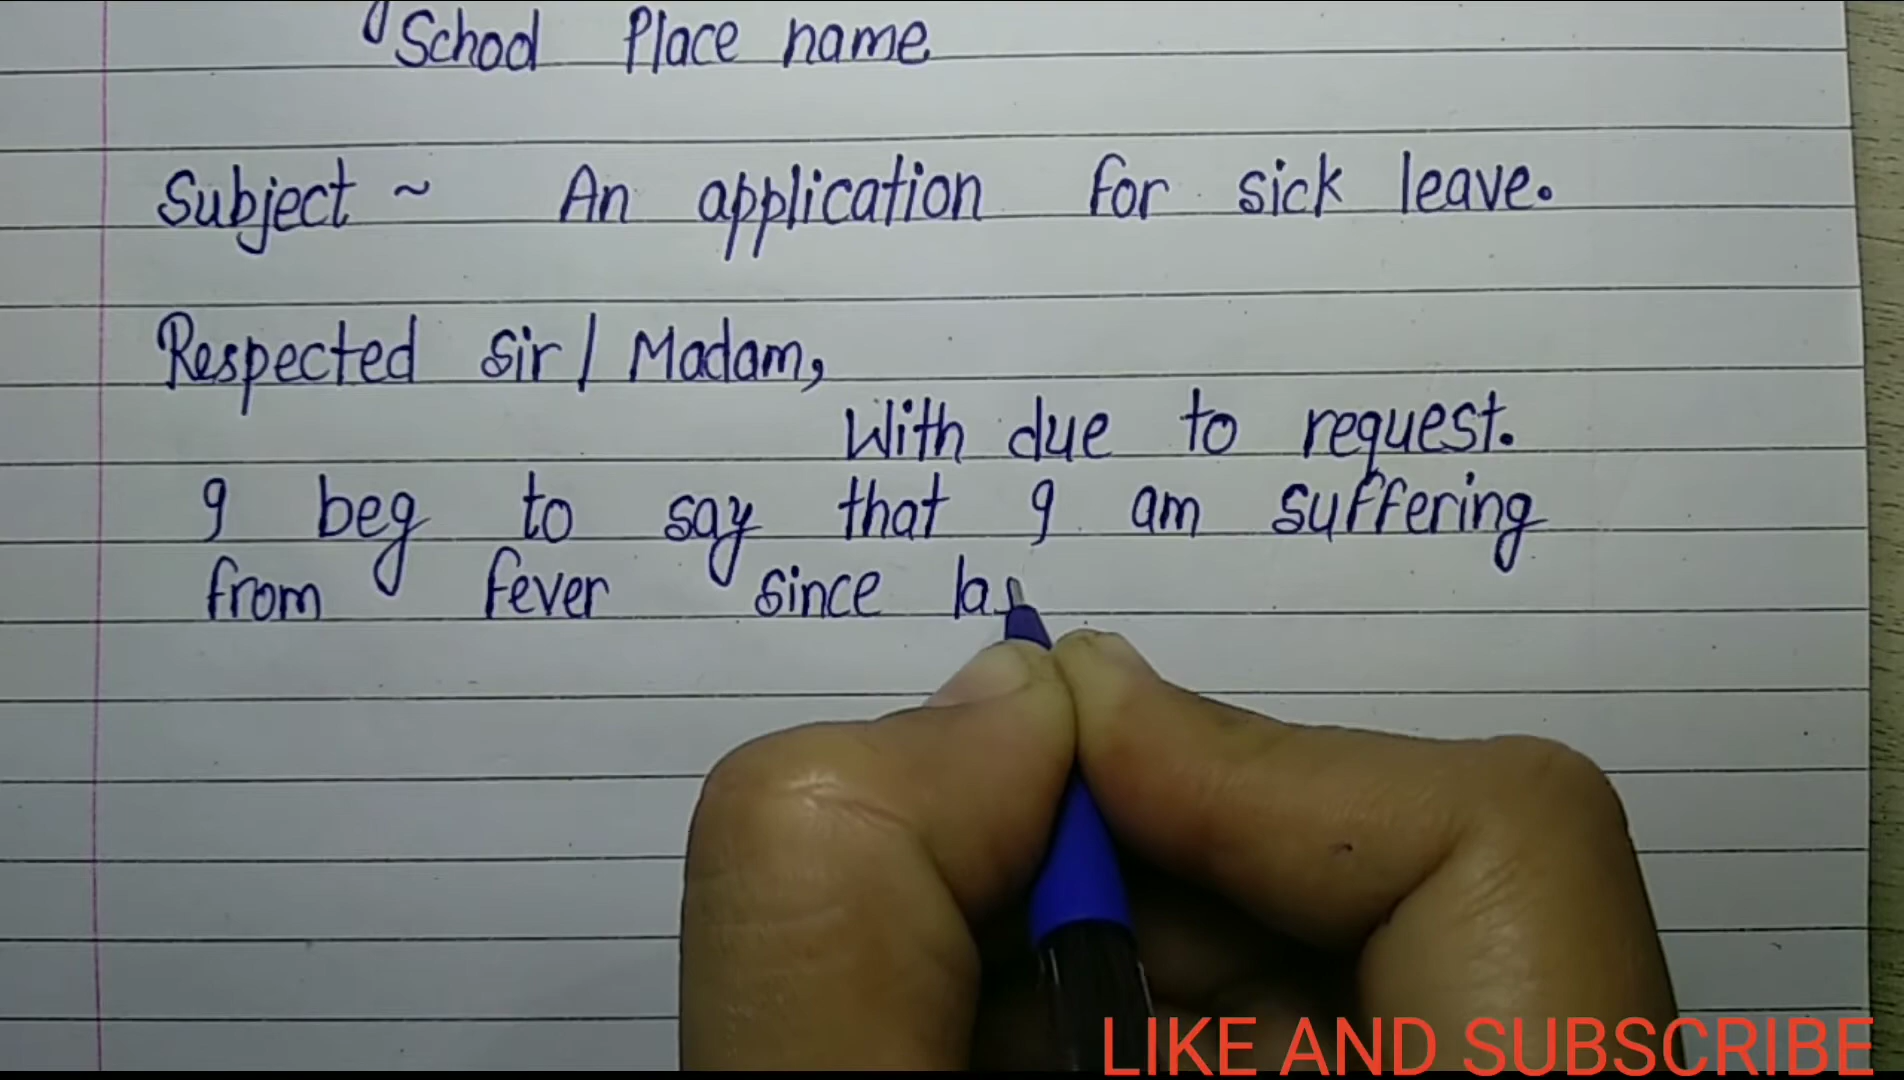 School Place name
Subject ~ An application for sick leave.
Respected Sir / Madam,
With due to request.
I beg to say that I am suffering
from fever since
LIKE AND SUBSCRIBE